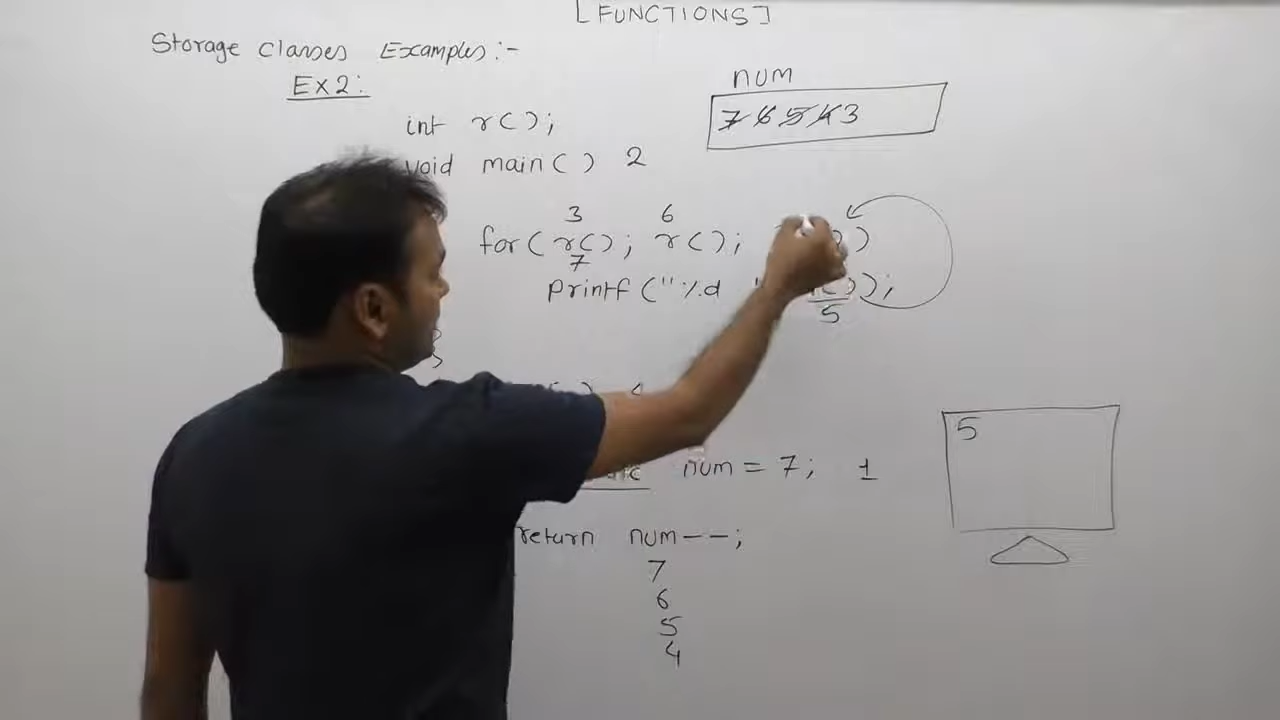 [FUNCTIONS]
Storage classes Examples:-
Ex2:
num
7 6 5 4 3
int r();
void main() 2
3 6
for( r(); r(); )
7
printf ("%d " );
5
5
num = 7; 1
return num--;
7
6
5
4